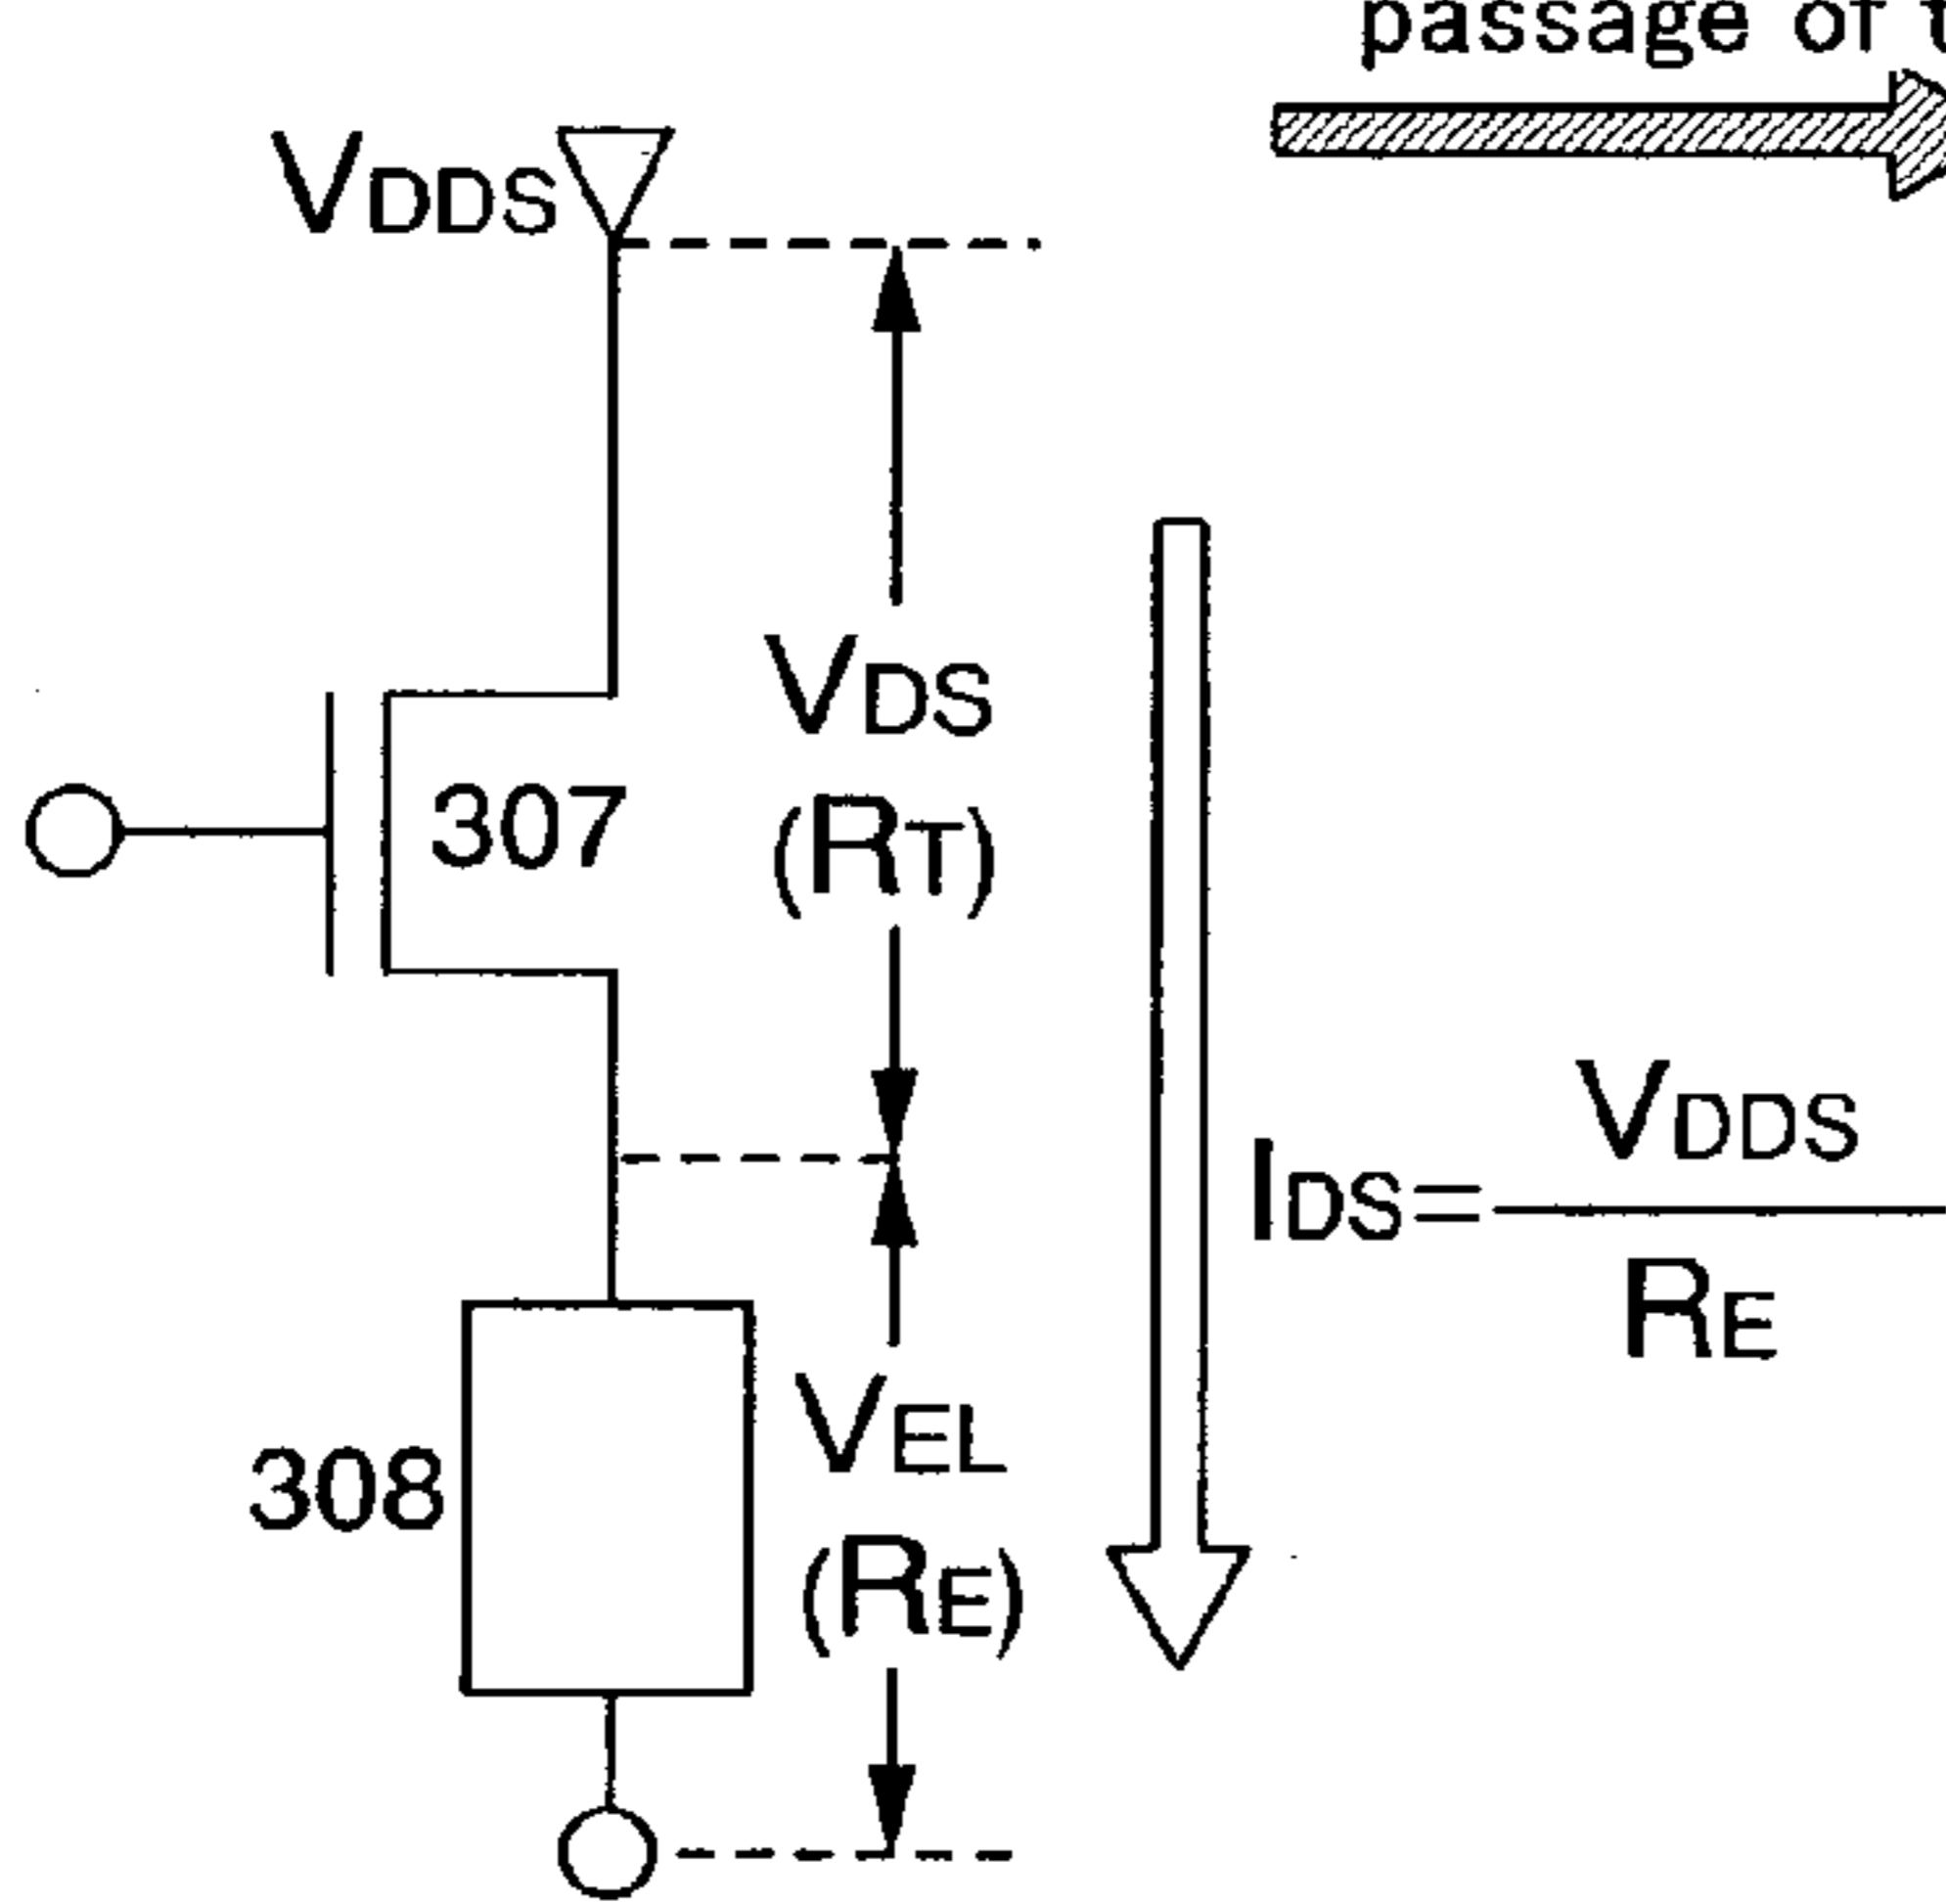 passage of
VDDS
VDS
307
(RT)
VDDS
IDS=
RE
VEL
308
(RE)